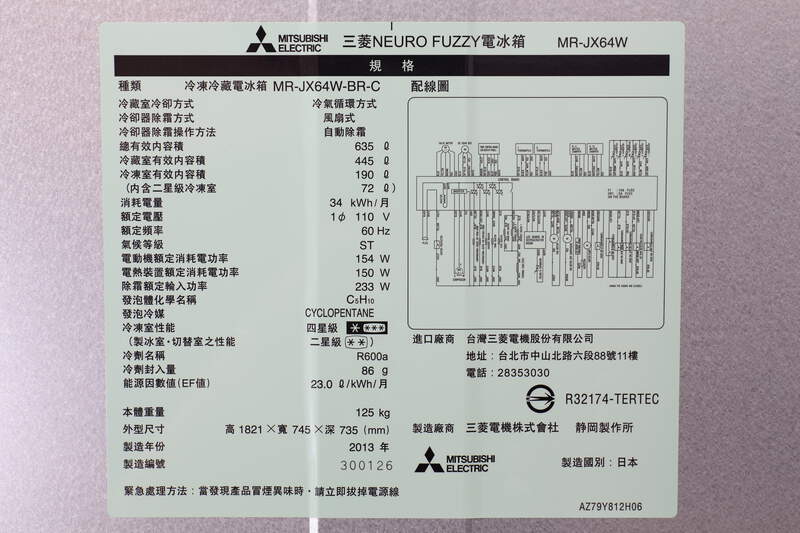 MITSUBISHI ELECTRIC 三菱NEURO FUZZY電冰箱 MR-JX64W
規 格
種類 冷凍冷藏電冰箱 MR-JX64W-BR-C
冷藏室冷卻方式 冷氣循環方式
冷卻器除霜方式 風扇式
冷卻器除霜操作方法 自動除霜
總有效內容積 635 ℓ
冷藏室有效內容積 445 ℓ
冷凍室有效內容積 190 ℓ
(內含二星級冷凍室 72 ℓ)
消耗電量 34 kWh/月
額定電壓 1ϕ 110 V
額定頻率 60 Hz
氣候等級 ST
電動機額定消耗電功率 154 W
電熱裝置額定消耗電功率 150 W
除霜額定輸入功率 233 W
發泡體化學名稱 C5H10
發泡冷媒 CYCLOPENTANE
冷凍室性能 四星級 * ***
(製冰室・切替室之性能 二星級 **)
冷劑名稱 R600a
冷劑封入量 86 g
能源因數值(EF值) 23.0 ℓ/kWh/月
本體重量 125 kg
外型尺寸 高 1821 × 寬 745 × 深 735 (mm)
製造年份 2013 年
製造編號 300126
緊急處理方法：當發現產品冒煙異味時，請立即拔掉電源線
配線圖
CONTROL BOARD
進口廠商 台灣三菱電機股份有限公司
地址：台北市中山北路六段88號11樓
電話：28353030
R32174-TERTEC
製造廠商 三菱電機株式會社 静岡製作所
MITSUBISHI ELECTRIC 製造國別：日本
AZ79Y812H06